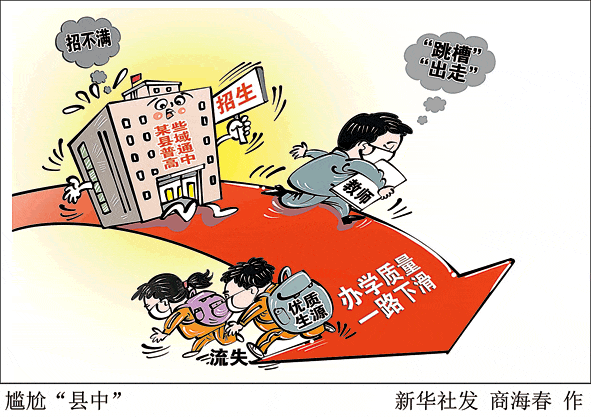 招不满
“跳槽”
“出走”
招生
某些
县域
普通
高中
教师
办学质量
一路下滑
优质
生源
流失
尴尬“县中”
新华社发 商海春 作